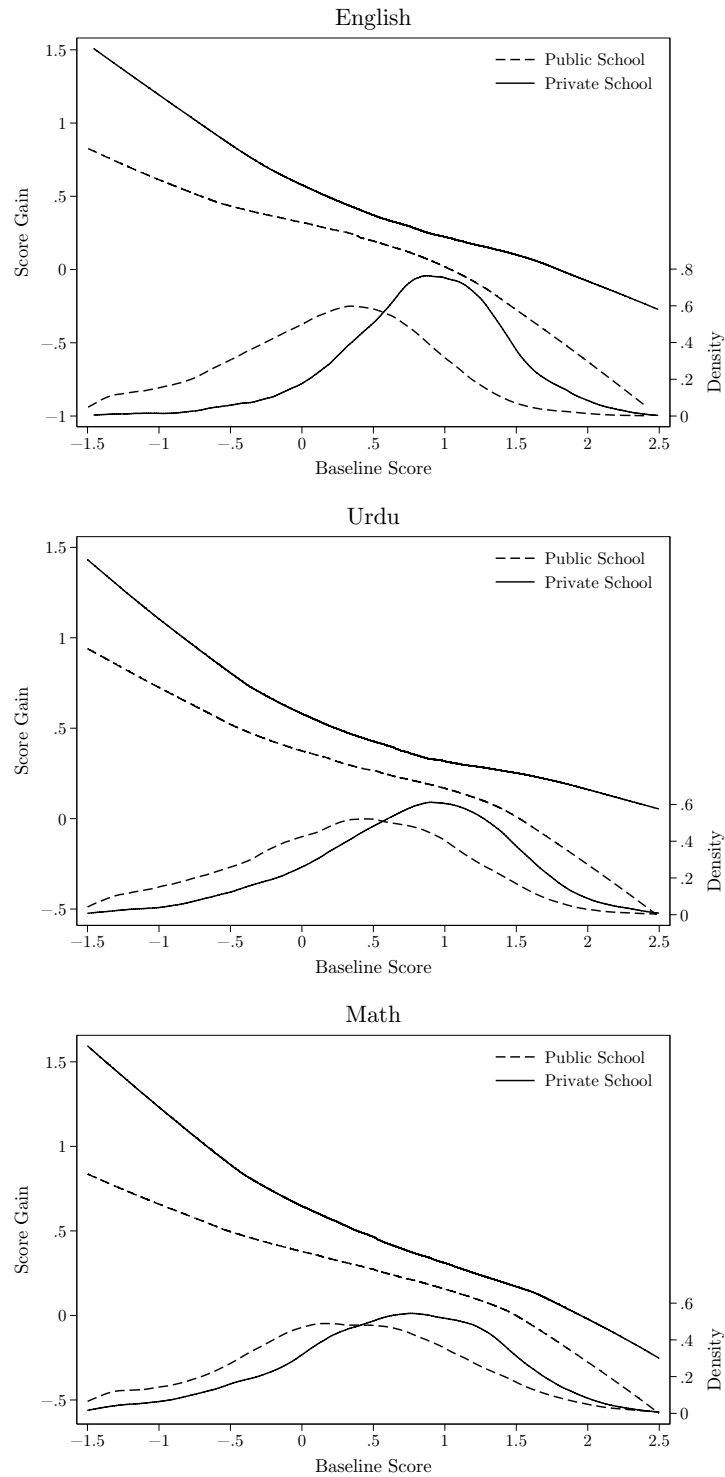 English
1.5
1
.5
0
−.5
−1
Score Gain
Public School
Private School
.8
.6
.4
.2
0
Density
−1.5 −1 −.5 0 .5 1 1.5 2 2.5
Baseline Score
Urdu
1.5
1
.5
0
−.5
Score Gain
Public School
Private School
.6
.4
.2
0
Density
−1.5 −1 −.5 0 .5 1 1.5 2 2.5
Baseline Score
Math
1.5
1
.5
0
−.5
Score Gain
Public School
Private School
.6
.4
.2
0
Density
−1.5 −1 −.5 0 .5 1 1.5 2 2.5
Baseline Score